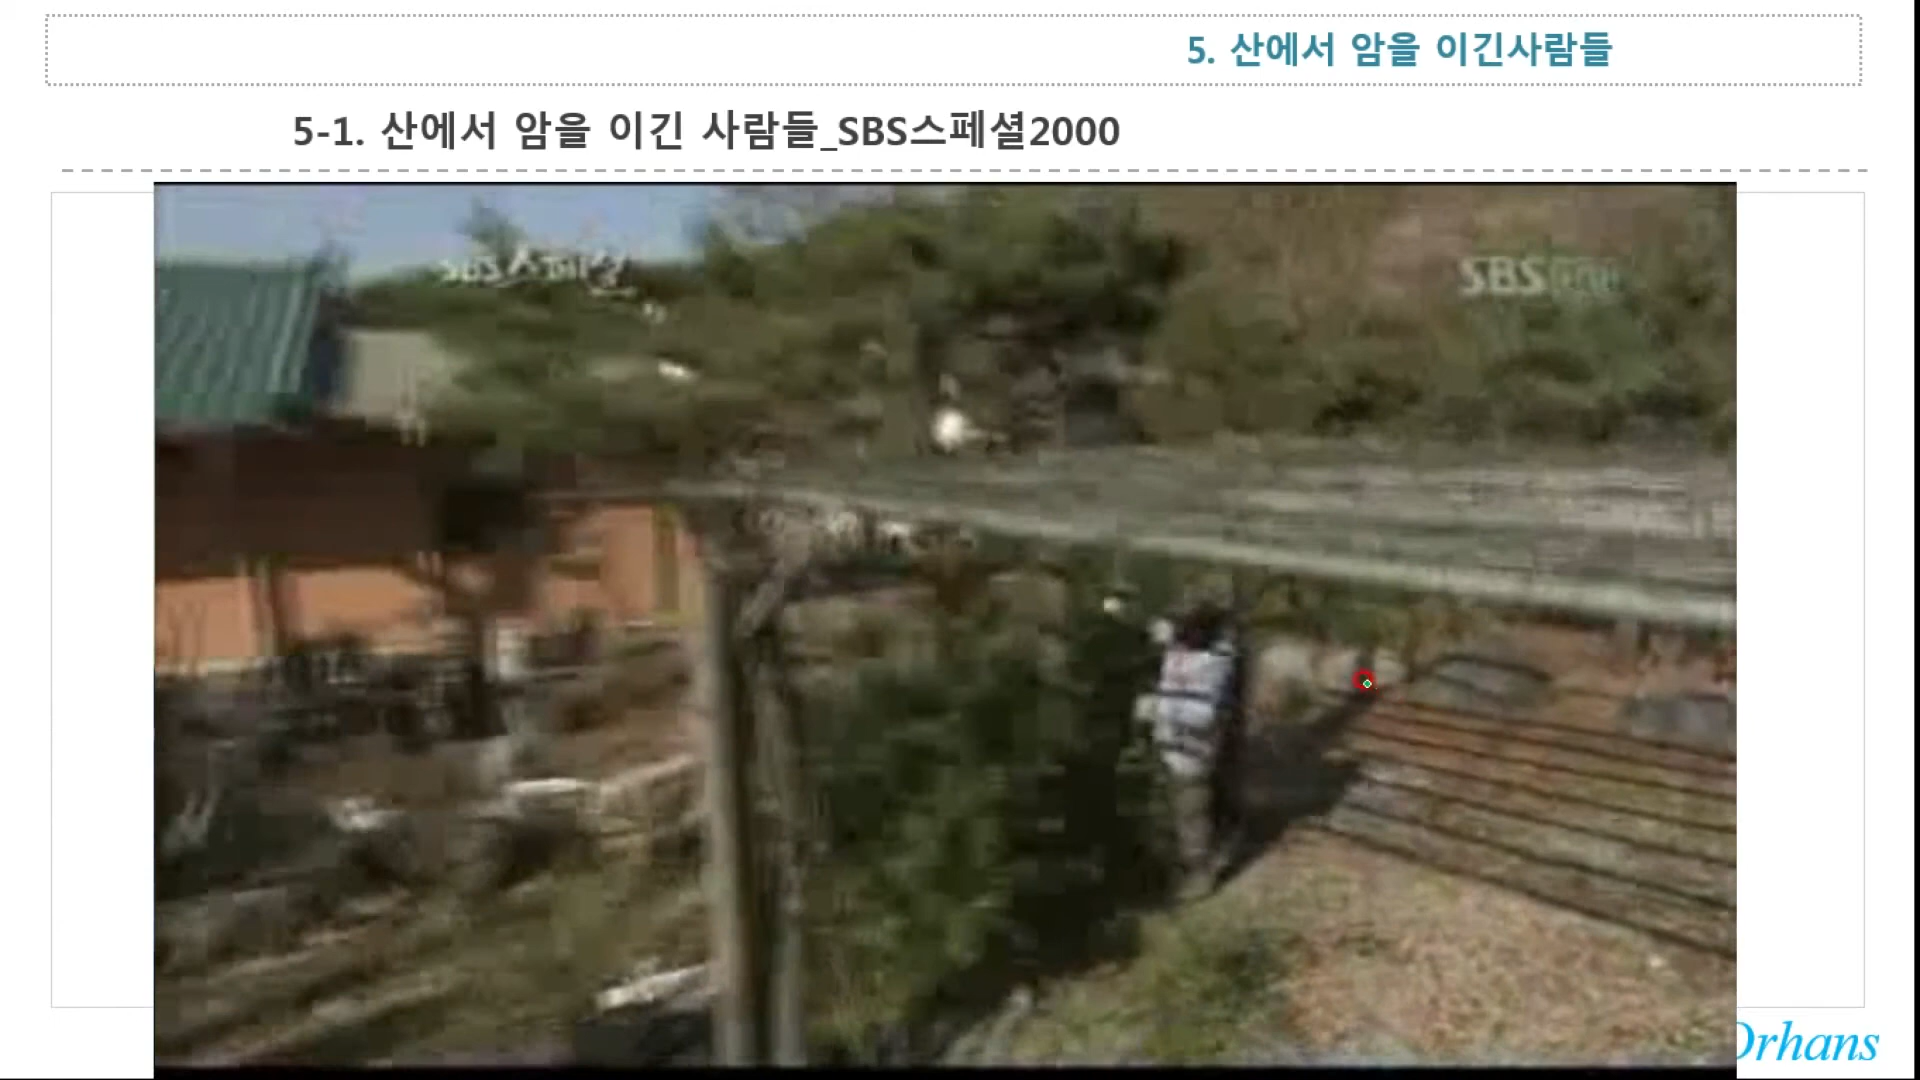 5. 산에서 암을 이긴사람들
5-1. 산에서 암을 이긴 사람들_SBS스페셜2000
SBS스페셜
SBS
Orhans